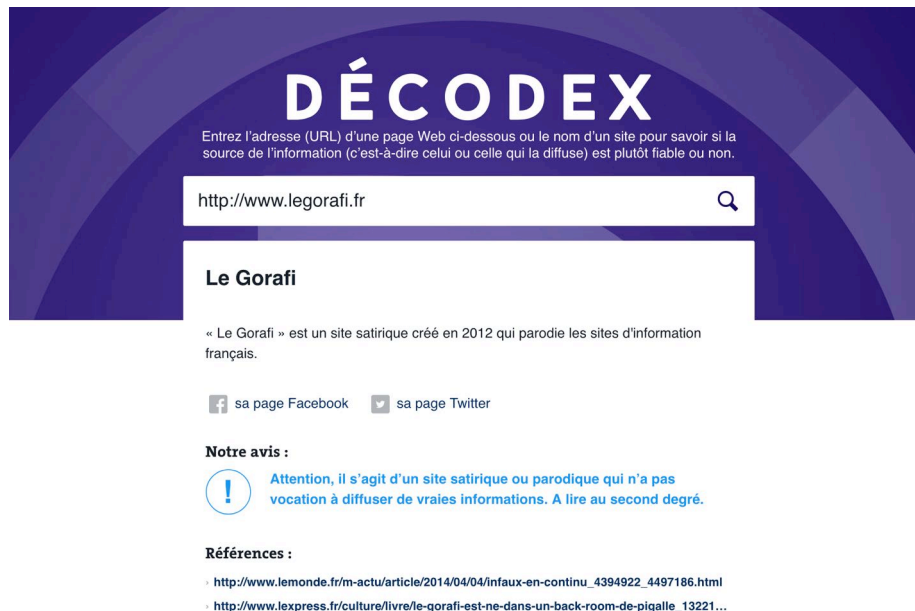 DÉCODEX
Entrez l'adresse (URL) d'une page Web ci-dessous ou le nom d'un site pour savoir si la
source de l'information (c'est-à-dire celui ou celle qui la diffuse) est plutôt fiable ou non.
http://www.legorafi.fr
Le Gorafi
« Le Gorafi » est un site satirique créé en 2012 qui parodie les sites d'information
français.
sa page Facebook sa page Twitter
Notre avis :
Attention, il s'agit d'un site satirique ou parodique qui n'a pas
vocation à diffuser de vraies informations. A lire au second degré.
Références :
› http://www.lemonde.fr/m-actu/article/2014/04/04/infaux-en-continu_4394922_4497186.html
› http://www.lexpress.fr/culture/livre/le-gorafi-est-ne-dans-un-back-room-de-pigalle_13221…